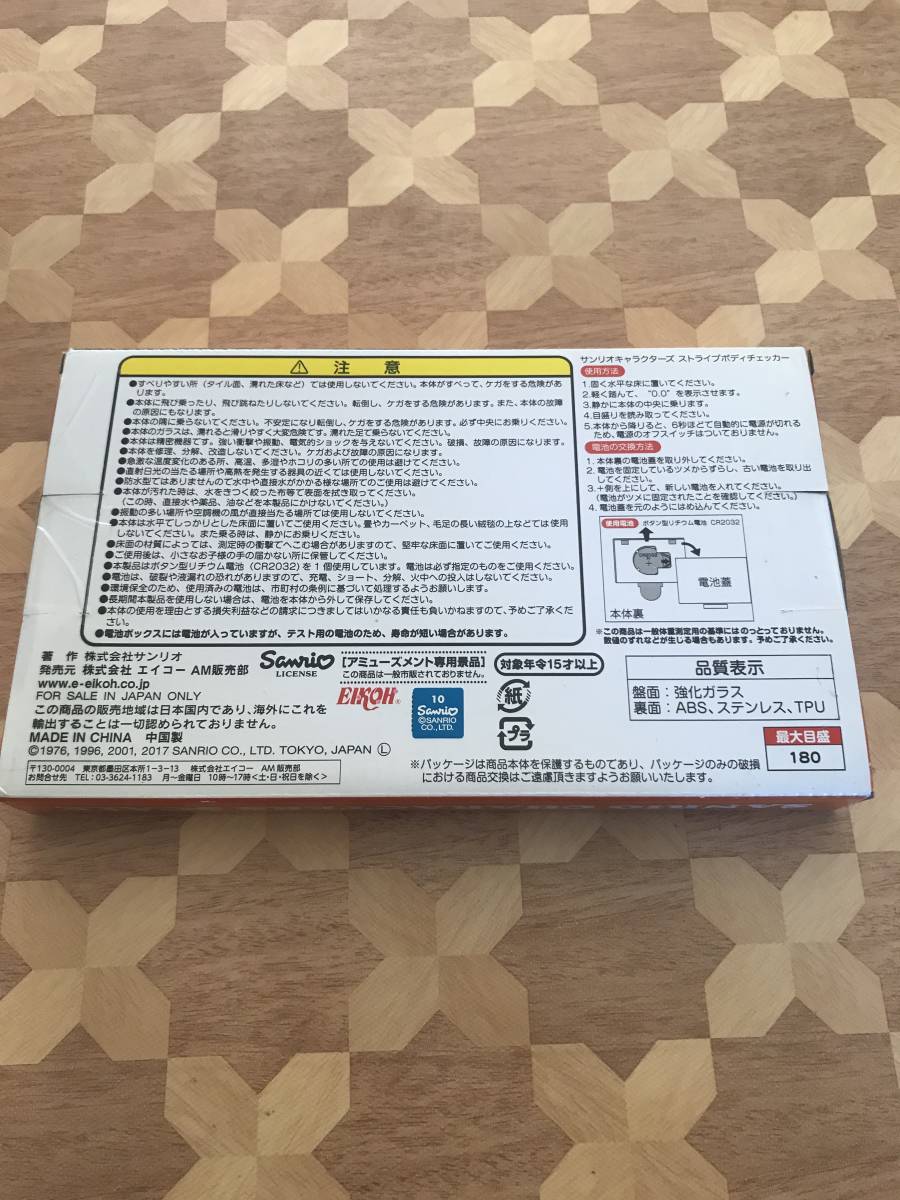 ⚠ 注意
●すべりやすい所（タイル面、濡れた床など）では使用しないでください。本体がすべって、ケガをする危険があ
ります。
●本体に飛び乗ったり、飛び跳ねたりしないでください。転倒し、ケガをする危険があります。また、本体の故障
の原因にもなります。
●本体の隅に乗らないでください。不安定になり転倒し、ケガをする危険があります。必ず中央にお乗りください。
●本体のガラスは、濡れると滑りやすく大変危険です。濡れた足で乗らないでください。
●本体は精密機器です。強い衝撃や振動、電気的ショックを与えないでください。破損、故障の原因になります。
●本体を修理、分解、改造しないでください。ケガおよび故障の原因になります。
●急激な温度変化のある所、高温、多湿やホコリの多い所での使用は避けてください。
●直射日光の当たる場所や高熱を発生する器具の近くでは使用しないでください。
●防水型ではありませんので水中や直接水がかかる様な場所でのご使用は避けてください。
●本体が汚れた時は、水をきつく絞った布等で表面を拭き取ってください。
（この時、直接水や薬品、油などを本製品にかけないでください。）
●振動の多い場所や空調機の風が直接当たる場所では使用しないでください。
●本体は水平でしっかりとした床面に置いてご使用ください。畳やカーペット、毛足の長い絨毯の上などでは使用
しないでください。また乗る時は、静かにお乗りください。
●床面の材質によっては、測定時の衝撃でへこむ場合がありますので、堅牢な床面に置いてご使用ください。
●ご使用後は、小さなお子様の手の届かない所に保管してください。
●本製品はボタン型リチウム電池（CR2032）を1個使用しています。電池は必ず指定のものをご使用ください。
●電池は、破裂や液漏れの恐れがありますので、充電、ショート、分解、火中への投入はしないでください。
●環境保全のため、使用済みの電池は、市町村の条例に基づいて処理するようお願いします。
●長期間本製品を使用しない場合は、電池を本体から外して保存してください。
●本体の使用を理由とする損失利益などの請求につきましてはいかなる責任も負いかねますので、予めご了承くだ
さい。
●電池ボックスには電池が入っていますが、テスト用の電池のため、寿命が短い場合があります。
サンリオキャラクターズ ストライプボディチェッカー
使用方法
1.固く水平な床に置いてください。
2.軽く踏んで、“0.0”を表示させます。
3.静かに本体の中央に乗ります。
4.目盛りを読み取ってください。
5.本体から降りると、6秒ほどで自動的に電源が切れる
ため、電源のオフスイッチはついておりません。
電池の交換方法
1.本体裏の電池蓋を取り外してください。
2.電池を固定しているツメからずらし、古い電池を取り出
してください。
3.+側を上にして、新しい電池を入れてください。
（電池がツメに固定されたことを確認してください。）
4.電池蓋を元のようにはめ込んでください。
使用電池 ボタン型リチウム電池 CR2032
電池蓋
本体裏
※この商品は一般体重測定用の基準にはのっとっておりません。
数値のずれなどが生じる場合もあります。予めご了承ください。
著 作 株式会社サンリオ
発売元 株式会社 エイコー AM販売部
www.e-eikoh.co.jp
FOR SALE IN JAPAN ONLY
この商品の販売地域は日本国内であり、海外にこれを
輸出することは一切認められておりません。
MADE IN CHINA 中国製
©1976, 1996, 2001, 2017 SANRIO CO., LTD. TOKYO, JAPAN Ⓛ
〒130-0004 東京都墨田区本所1-3-13 株式会社エイコー AM販売部
お問合せ先 TEL:03-3624-1183 月~金曜日 10時~17時<土・日・祝日を除く>
Sanrio
LICENSE
[アミューズメント専用景品]
この商品は一般市販されておりません。
EIKOH®
10
Sanrio
©SANRIO
CO., LTD.
対象年令15才以上
紙
プラ
品質表示
盤面：強化ガラス
裏面：ABS、ステンレス、TPU
最大目盛
180
※パッケージは商品本体を保護するものであり、パッケージのみの破損
における商品交換はご遠慮頂きますようお願いいたします。